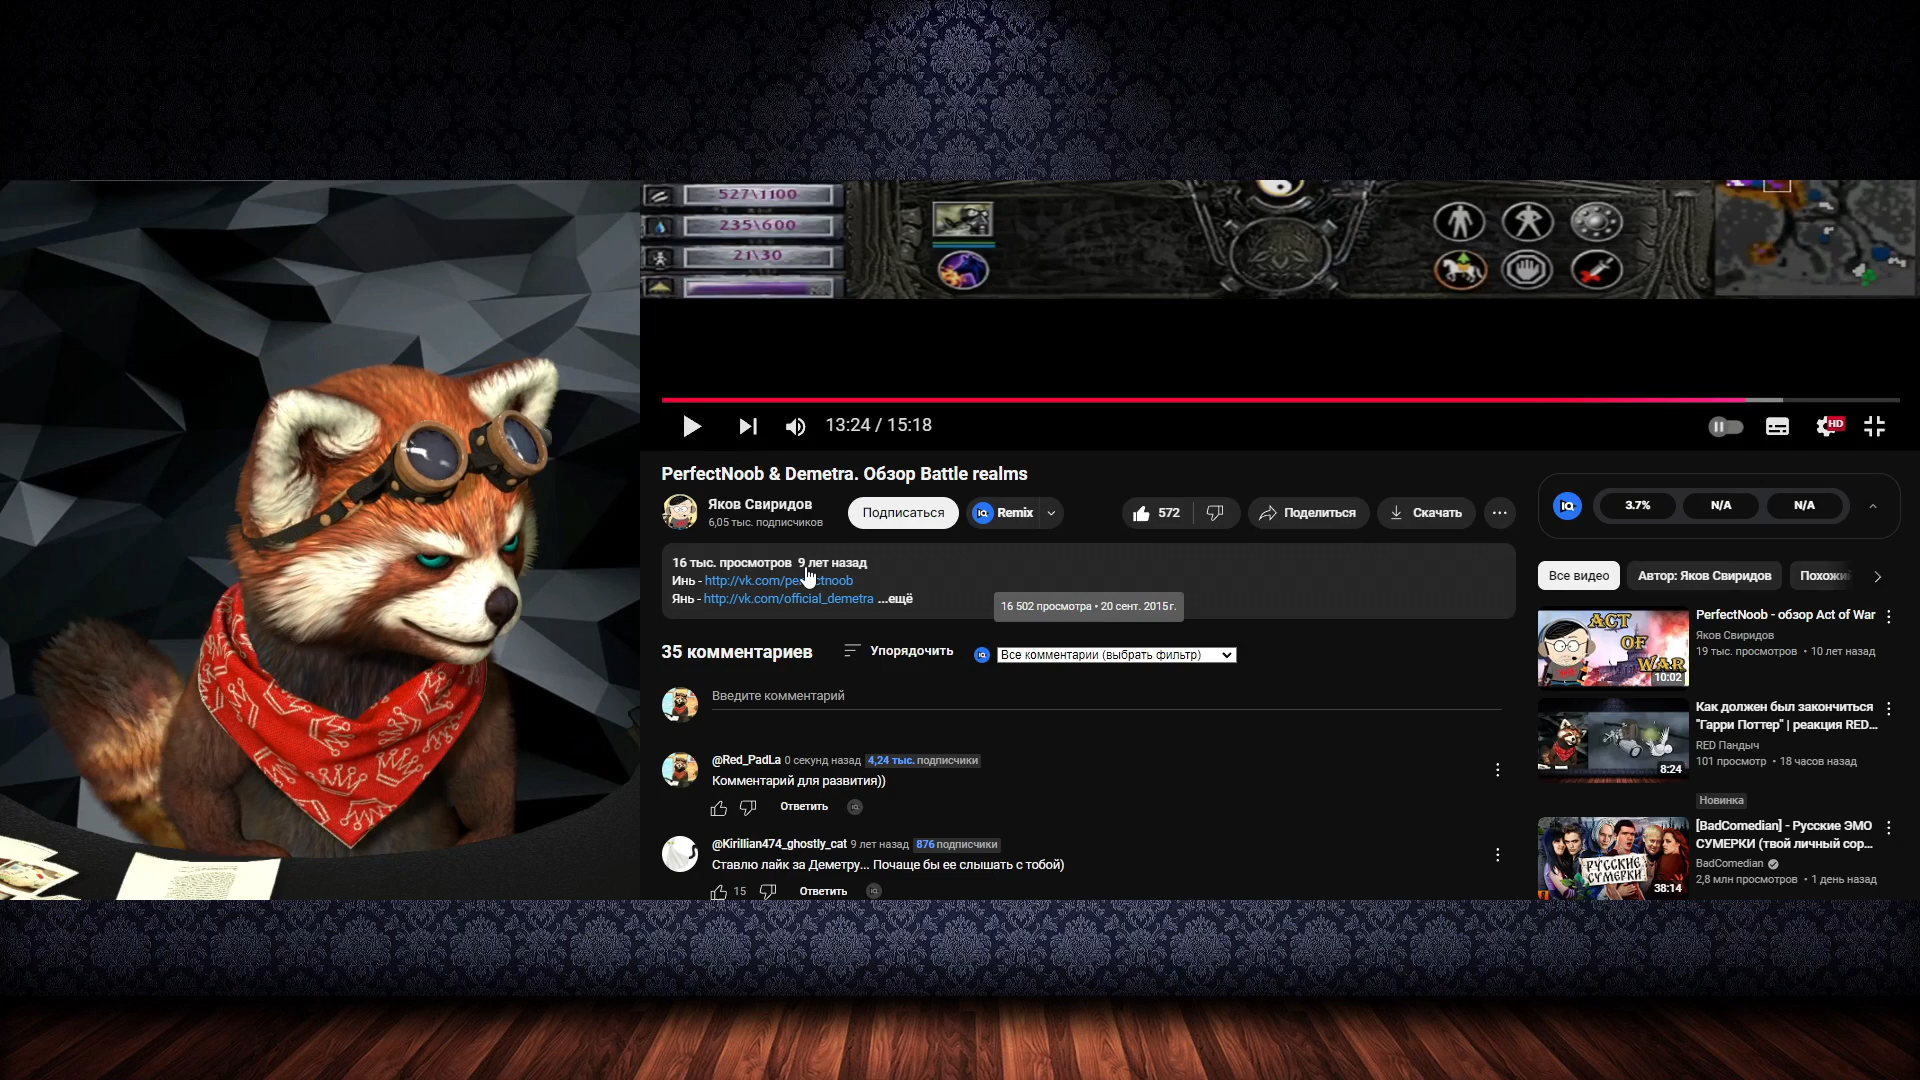 527\1100
235\600
21\30
13:24 / 15:18
HD
PerfectNoob & Demetra. Обзор Battle realms
Яков Свиридов
6,05 тыс. подписчиков
Подписаться
Remix
572
Поделиться
Скачать
16 тыс. просмотров 9 лет назад
Инь - http://vk.com/perfectnoob
Янь - http://vk.com/official_demetra ...ещё
16 502 просмотра • 20 сент. 2015 г.
35 комментариев
Упорядочить
Все комментарии (выбрать фильтр)
Введите комментарий
@Red_PadLa 0 секунд назад 4,24 тыс. подписчики
Комментарий для развития))
Ответить
@Kirillian474_ghostly_cat 9 лет назад 876 подписчики
Ставлю лайк за Деметру... Почаще бы ее слышать с тобой)
15
Ответить
IQ
3.7%
N/A
N/A
Все видео
Автор: Яков Свиридов
Похожи
ACT
OF
WAR
10:02
PerfectNoob - обзор Act of War
Яков Свиридов
19 тыс. просмотров • 10 лет назад
8:24
Как должен был закончиться
"Гарри Поттер" | реакция RED...
RED Пандыч
101 просмотр • 18 часов назад
Новинка
РУССКИЕ
СУМЕРКИ
38:14
[BadComedian] - Русские ЭМО
СУМЕРКИ (твой личный сор...
BadComedian
2,8 млн просмотров • 1 день назад